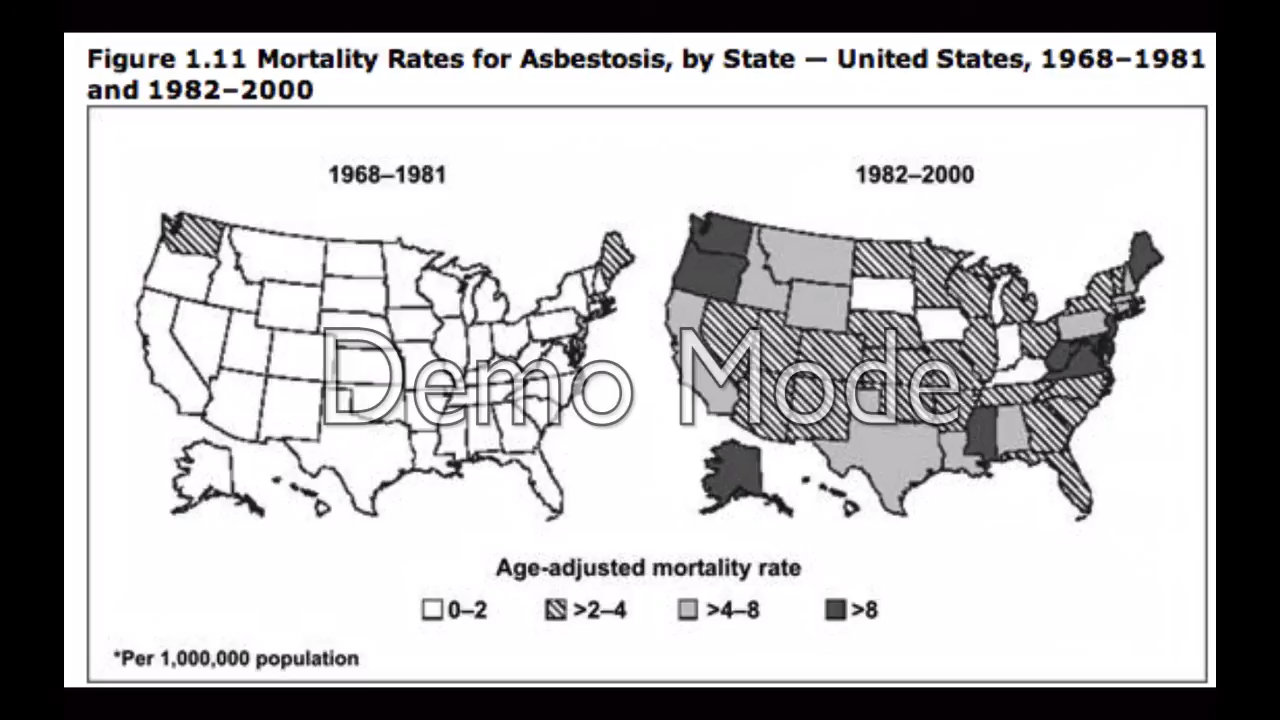 Figure 1.11 Mortality Rates for Asbestosis, by State — United States, 1968–1981
and 1982–2000
1968–1981
1982–2000
Demo Mode
Age-adjusted mortality rate
0–2
>2–4
>4–8
>8
*Per 1,000,000 population